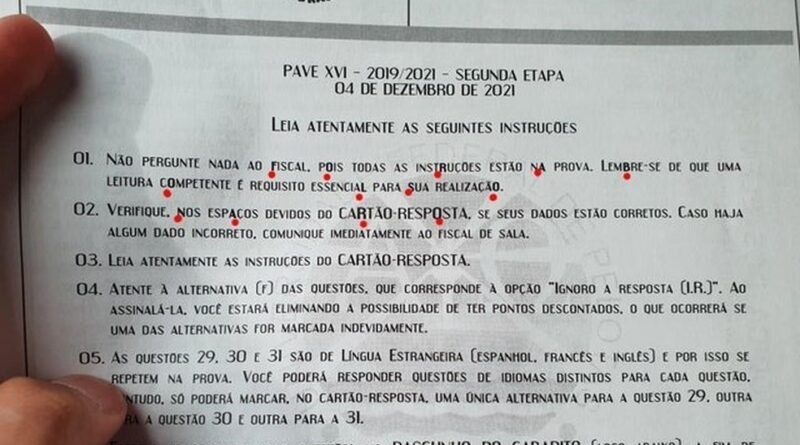 PAVE XVI - 2019/2021 - SEGUNDA ETAPA
04 DE DEZEMBRO DE 2021
LEIA ATENTAMENTE AS SEGUINTES INSTRUÇÕES
01. NÃO PERGUNTE NADA AO FISCAL, POIS TODAS AS INSTRUÇÕES ESTÃO NA PROVA. LEMBRE-SE DE QUE UMA
LEITURA COMPETENTE É REQUISITO ESSENCIAL PARA SUA REALIZAÇÃO.
02. VERIFIQUE, NOS ESPAÇOS DEVIDOS DO CARTÃO-RESPOSTA, SE SEUS DADOS ESTÃO CORRETOS. CASO HAJA
ALGUM DADO INCORRETO, COMUNIQUE IMEDIATAMENTE AO FISCAL DE SALA.
03. LEIA ATENTAMENTE AS INSTRUÇÕES DO CARTÃO-RESPOSTA.
04. ATENTE À ALTERNATIVA (F) DAS QUESTÕES, QUE CORRESPONDE À OPÇÃO "IGNORO A RESPOSTA (I.R.)". AO
ASSINALÁ-LA, VOCÊ ESTARÁ ELIMINANDO A POSSIBILIDADE DE TER PONTOS DESCONTADOS, O QUE OCORRERÁ SE
UMA DAS ALTERNATIVAS FOR MARCADA INDEVIDAMENTE.
05. AS QUESTÕES 29, 30 E 31 SÃO DE LÍNGUA ESTRANGEIRA (ESPANHOL, FRANCÊS E INGLÊS) E POR ISSO SE
REPETEM NA PROVA. VOCÊ PODERÁ RESPONDER QUESTÕES DE IDIOMAS DISTINTOS PARA CADA QUESTÃO,
SÓ PODERÁ MARCAR, NO CARTÃO-RESPOSTA, UMA ÚNICA ALTERNATIVA PARA A QUESTÃO 29, OUTRA
A QUESTÃO 30 E OUTRA PARA A 31.